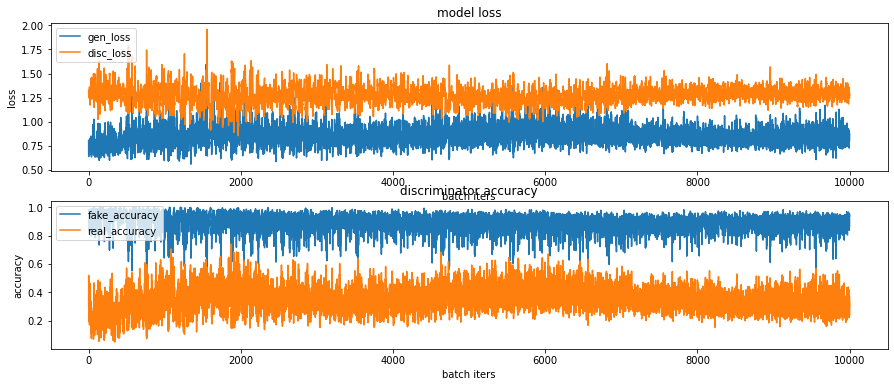 model loss
gen_loss
disc_loss
2.00
1.75
1.50
1.25
1.00
0.75
0.50
loss
0 2000 4000 6000 8000 10000
batch iters
discriminator accuracy
fake_accuracy
real_accuracy
1.0
0.8
0.6
0.4
0.2
accuracy
0 2000 4000 6000 8000 10000
batch iters